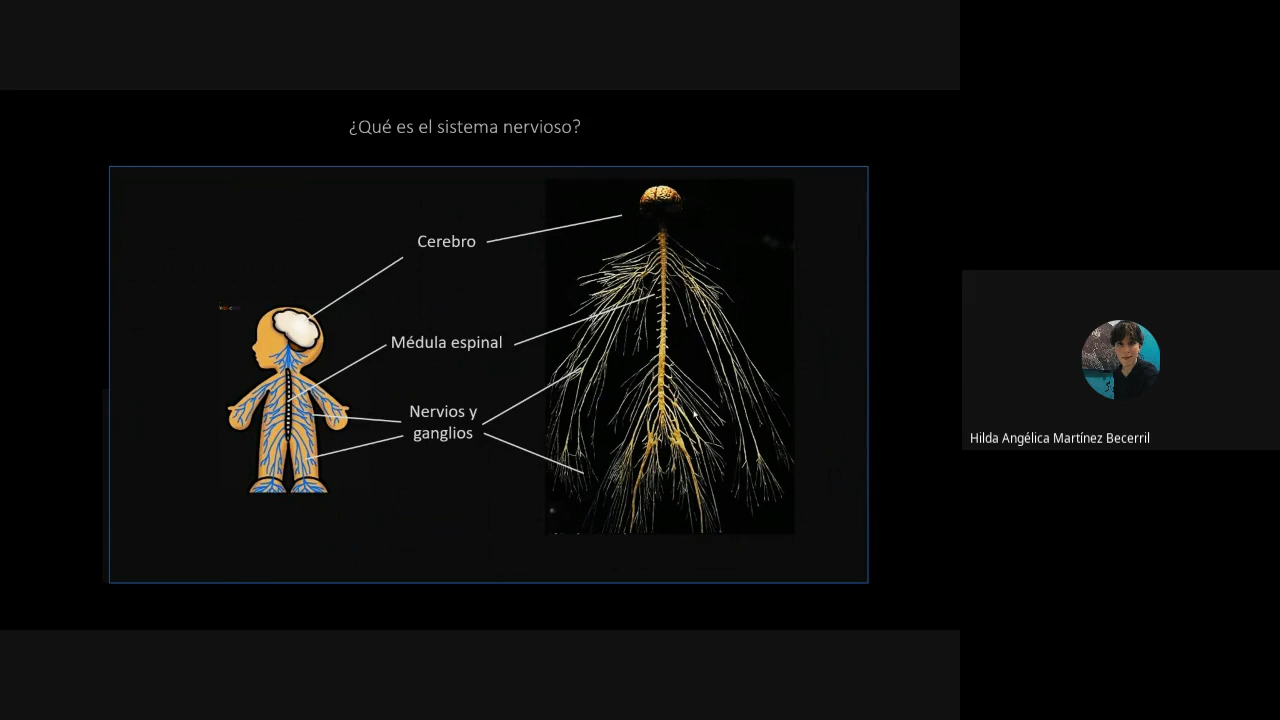 ¿Qué es el sistema nervioso?
Cerebro
Médula espinal
Nervios y
ganglios
Hilda Angélica Martínez Becerril